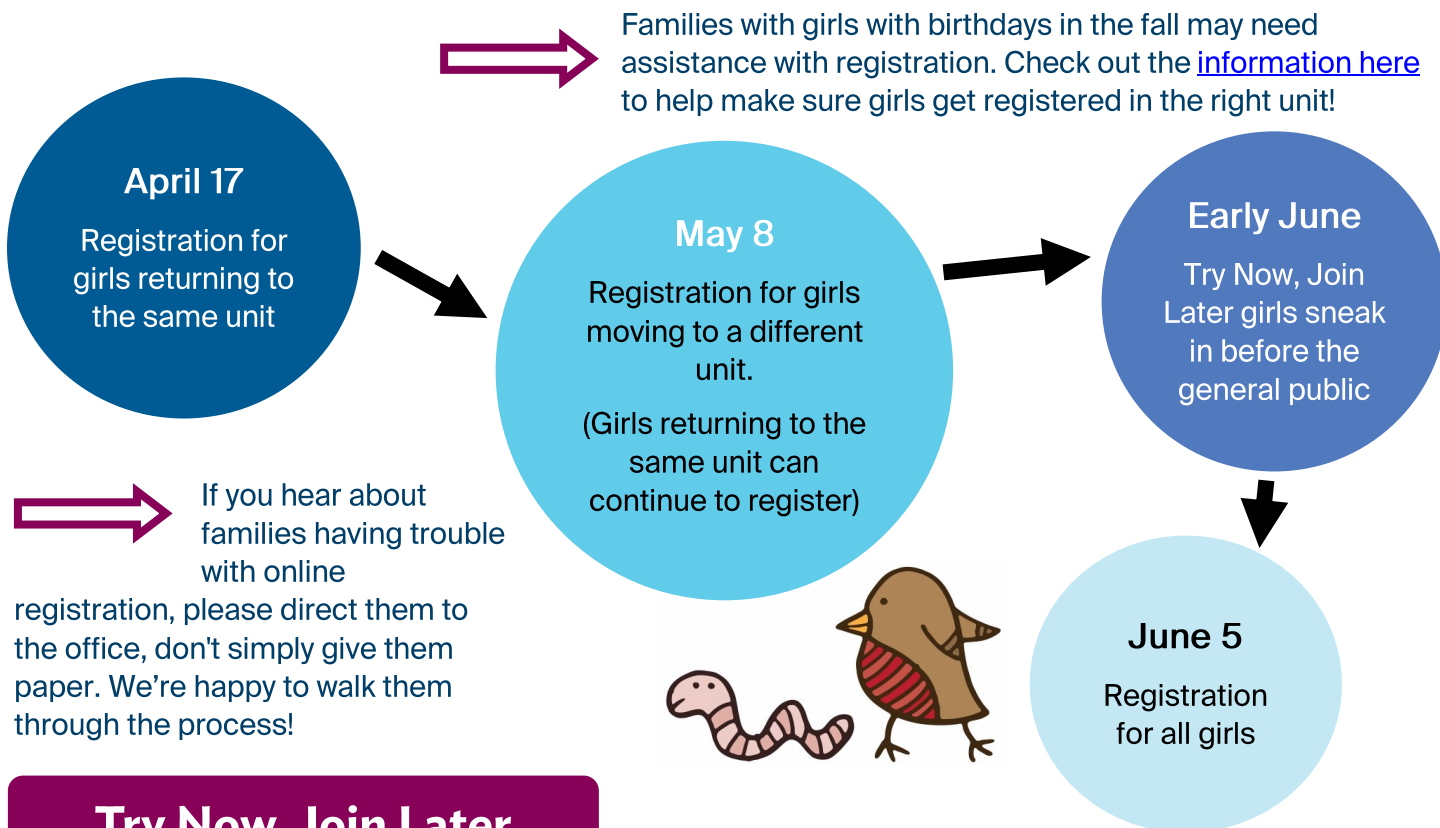 Families with girls with birthdays in the fall may need
assistance with registration. Check out the information here
to help make sure girls get registered in the right unit!
April 17
Registration for
girls returning to
the same unit
May 8
Registration for girls
moving to a different
unit.
(Girls returning to the
same unit can
continue to register)
Early June
Try Now, Join
Later girls sneak
in before the
general public
If you hear about
families having trouble
with online
registration, please direct them to
the office, don't simply give them
paper. We’re happy to walk them
through the process!
June 5
Registration
for all girls
Try Now, Join Later